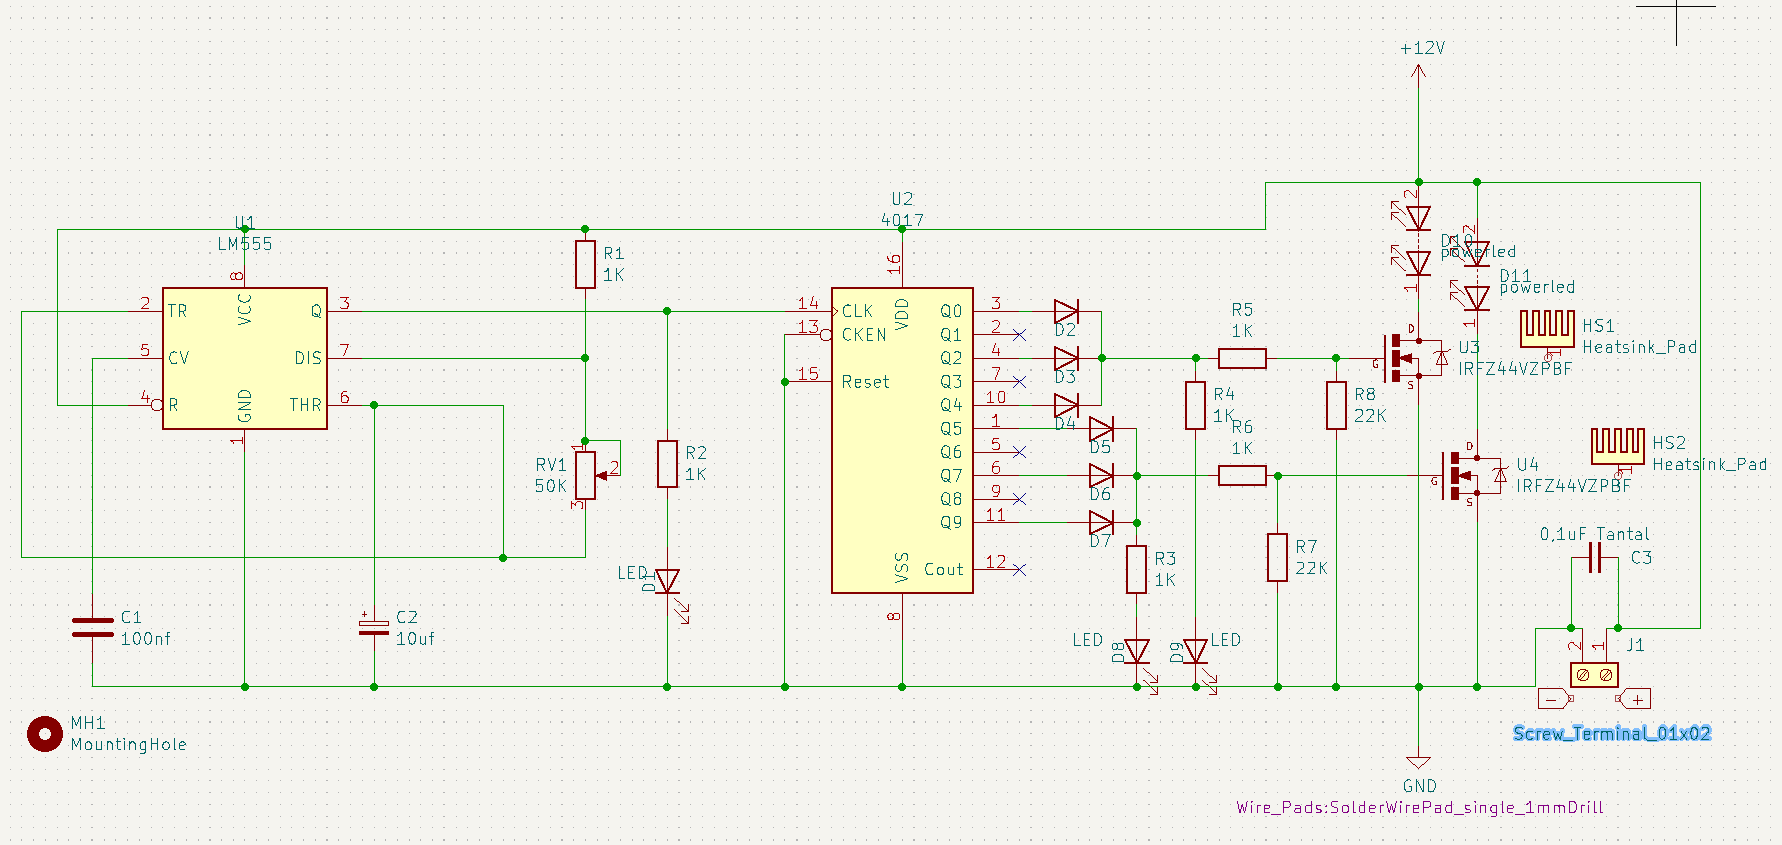 +12V
U2
4017
U1
LM555
R1
1K
2
TR
VCC
8
Q
3
5
CV
DIS
7
4
R
GND
THR
6
1
RV1
50K
1
2
3
R2
1K
LED
D1
C1
100nf
C2
10uf
16
VDD
14
CLK
13
CKEN
15
Reset
Q0
3
Q1
2
Q2
4
Q3
7
Q4
10
Q5
1
Q6
5
Q7
6
Q8
9
Q9
11
Cout
12
VSS
8
D2
D3
D4
D5
D6
D7
R5
1K
R4
1K
R6
1K
R8
22K
R3
1K
R7
22K
LED
D8
D9
LED
2
1
powerled
2
1
D11
powerled
D
G
S
U3
IRFZ44VZPBF
HS1
Heatsink_Pad
1
D
G
S
U4
IRFZ44VZPBF
HS2
Heatsink_Pad
1
0,1uF Tantal
C3
2
1
J1
−
+
Screw_Terminal_01x02
MH1
MountingHole
GND
Wire_Pads:SolderWirePad_single_1mmDrill